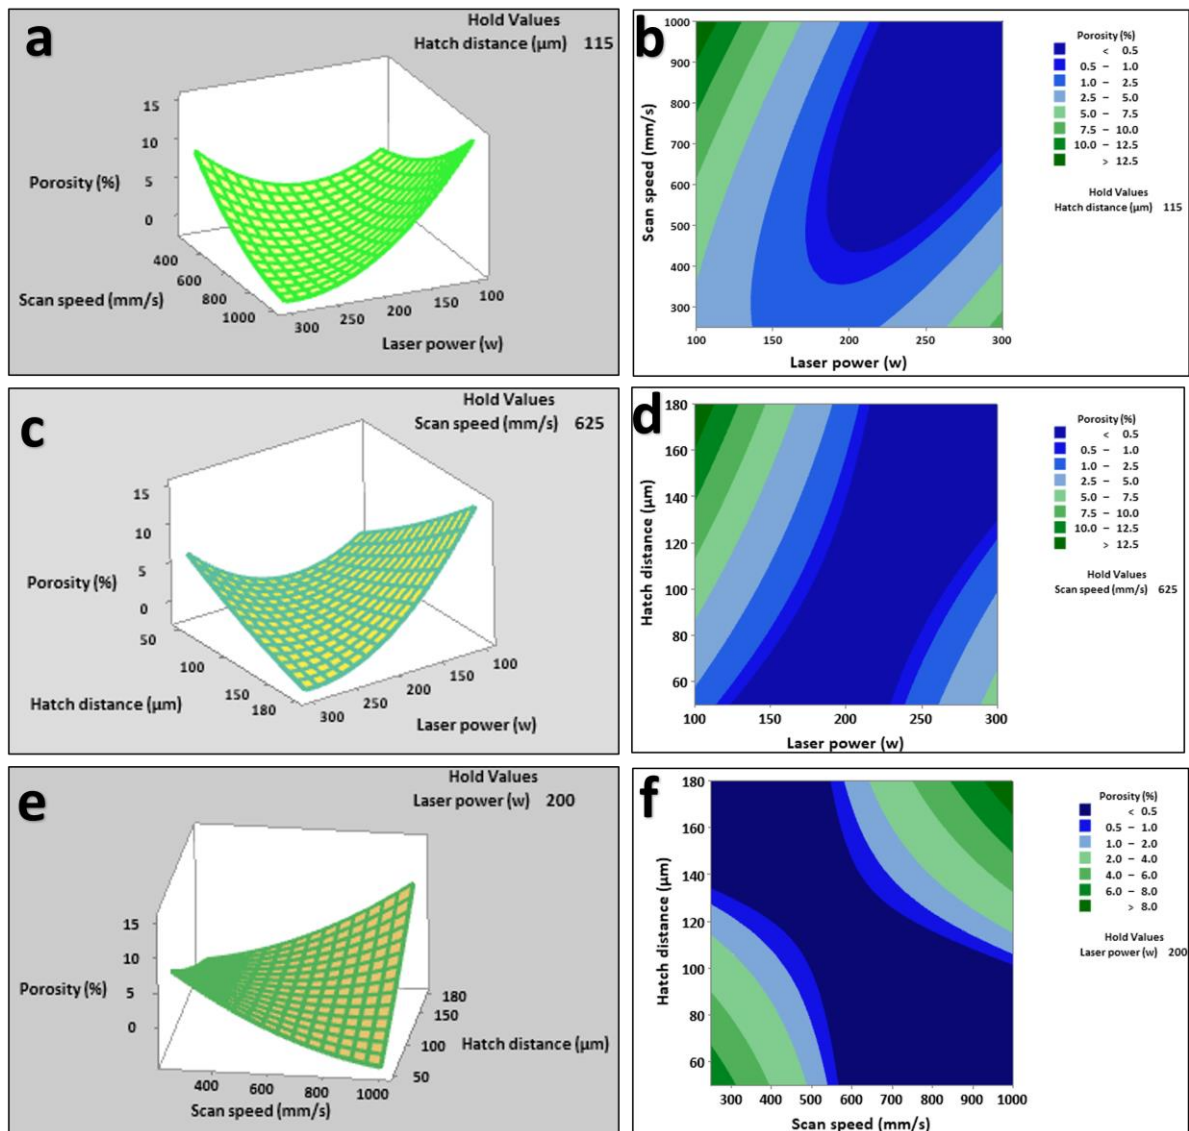 a
Hold Values
Hatch distance (µm) 115
15
10
5
0
Porosity (%)
400
600
800
1000
Scan speed (mm/s)
300
250
200
150
100
Laser power (w)
b
1000
900
800
700
600
500
400
300
Scan speed (mm/s)
100
150
200
250
300
Laser power (w)
Porosity (%)
< 0.5
0.5 – 1.0
1.0 – 2.5
2.5 – 5.0
5.0 – 7.5
7.5 – 10.0
10.0 – 12.5
> 12.5
Hold Values
Hatch distance (µm) 115
c
Hold Values
Scan speed (mm/s) 625
15
10
5
0
Porosity (%)
50
100
150
180
Hatch distance (µm)
300
250
200
150
100
Laser power (w)
d
180
160
140
120
100
80
60
Hatch distance (µm)
100
150
200
250
300
Laser power (w)
Porosity (%)
< 0.5
0.5 – 1.0
1.0 – 2.5
2.5 – 5.0
5.0 – 7.5
7.5 – 10.0
10.0 – 12.5
> 12.5
Hold Values
Scan speed (mm/s) 625
e
Hold Values
Laser power (w) 200
15
10
5
0
Porosity (%)
400
600
800
1000
Scan speed (mm/s)
180
150
100
50
Hatch distance (µm)
f
180
160
140
120
100
80
60
Hatch distance (µm)
300
400
500
600
700
800
900
1000
Scan speed (mm/s)
Porosity (%)
< 0.5
0.5 – 1.0
1.0 – 2.0
2.0 – 4.0
4.0 – 6.0
6.0 – 8.0
> 8.0
Hold Values
Laser power (w) 200